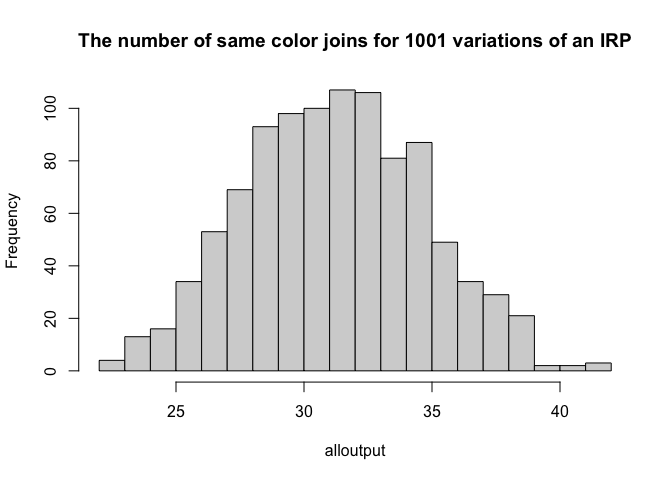 The number of same color joins for 1001 variations of an IRP
Frequency
100
80
60
40
20
0
25 30 35 40
alloutput